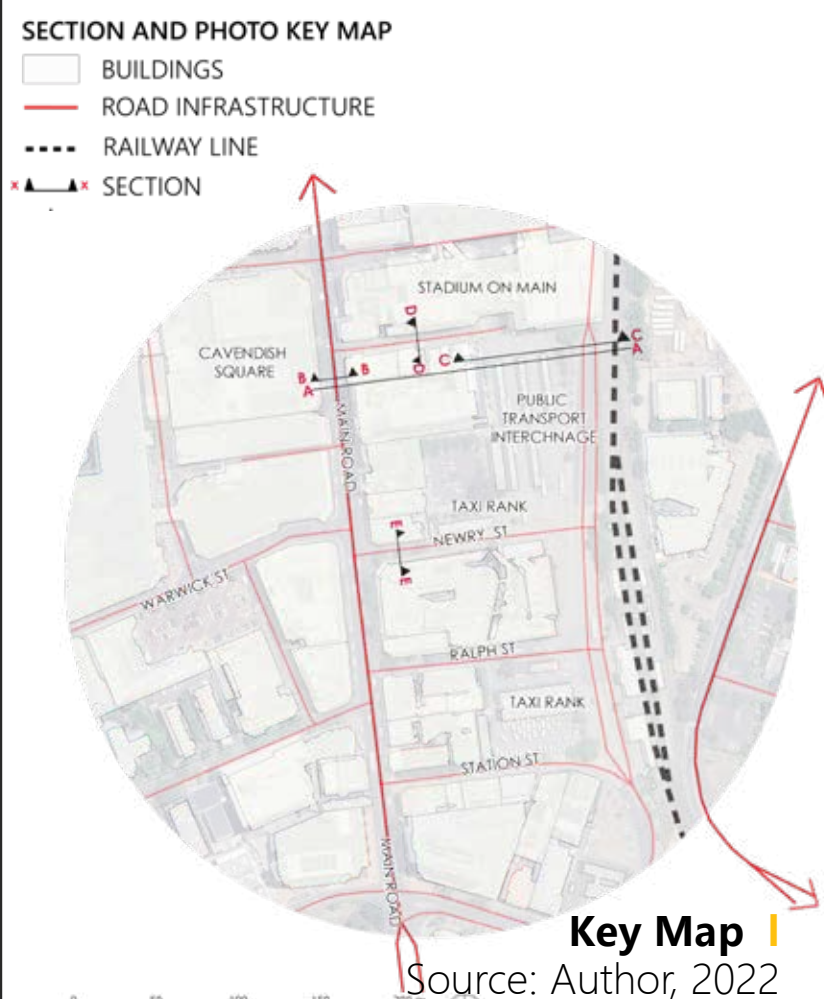 SECTION AND PHOTO KEY MAP
BUILDINGS
ROAD INFRASTRUCTURE
RAILWAY LINE
x x SECTION
STADIUM ON MAIN
D
CAVENDISH
SQUARE
B B
A
D
C
C
A
MAIN ROAD
PUBLIC
TRANSPORT
INTERCHNAGE
TAXI RANK
E
NEWRY ST
E
WARWICK ST
RALPH ST
TAXI RANK
STATION ST
MAIN ROAD
Key Map
Source: Author, 2022